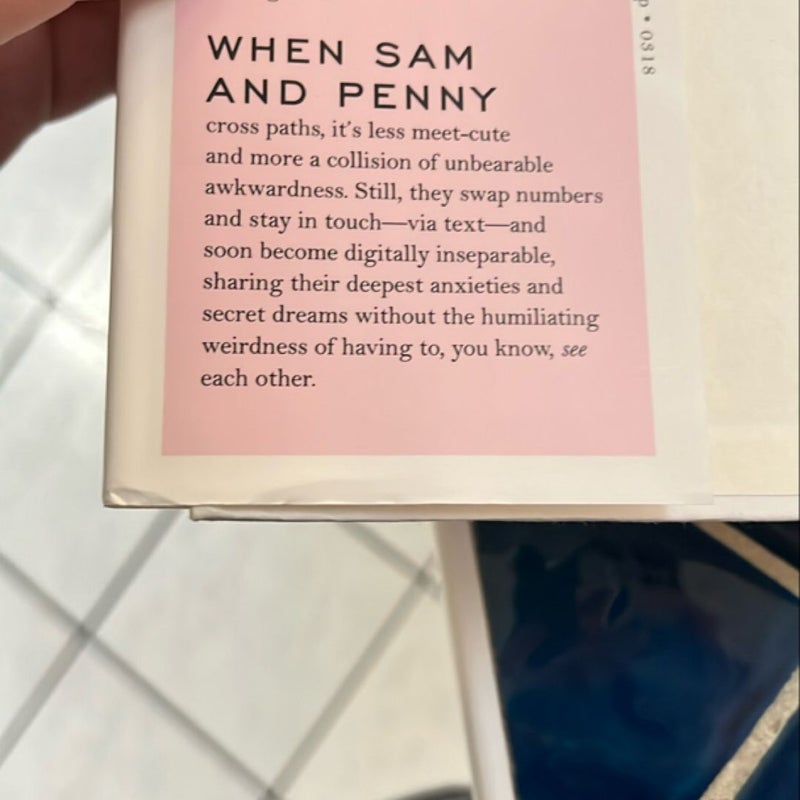 WHEN SAM
AND PENNY
cross paths, it's less meet-cute
and more a collision of unbearable
awkwardness. Still, they swap numbers
and stay in touch—via text—and
soon become digitally inseparable,
sharing their deepest anxieties and
secret dreams without the humiliating
weirdness of having to, you know, see
each other.
• 0318